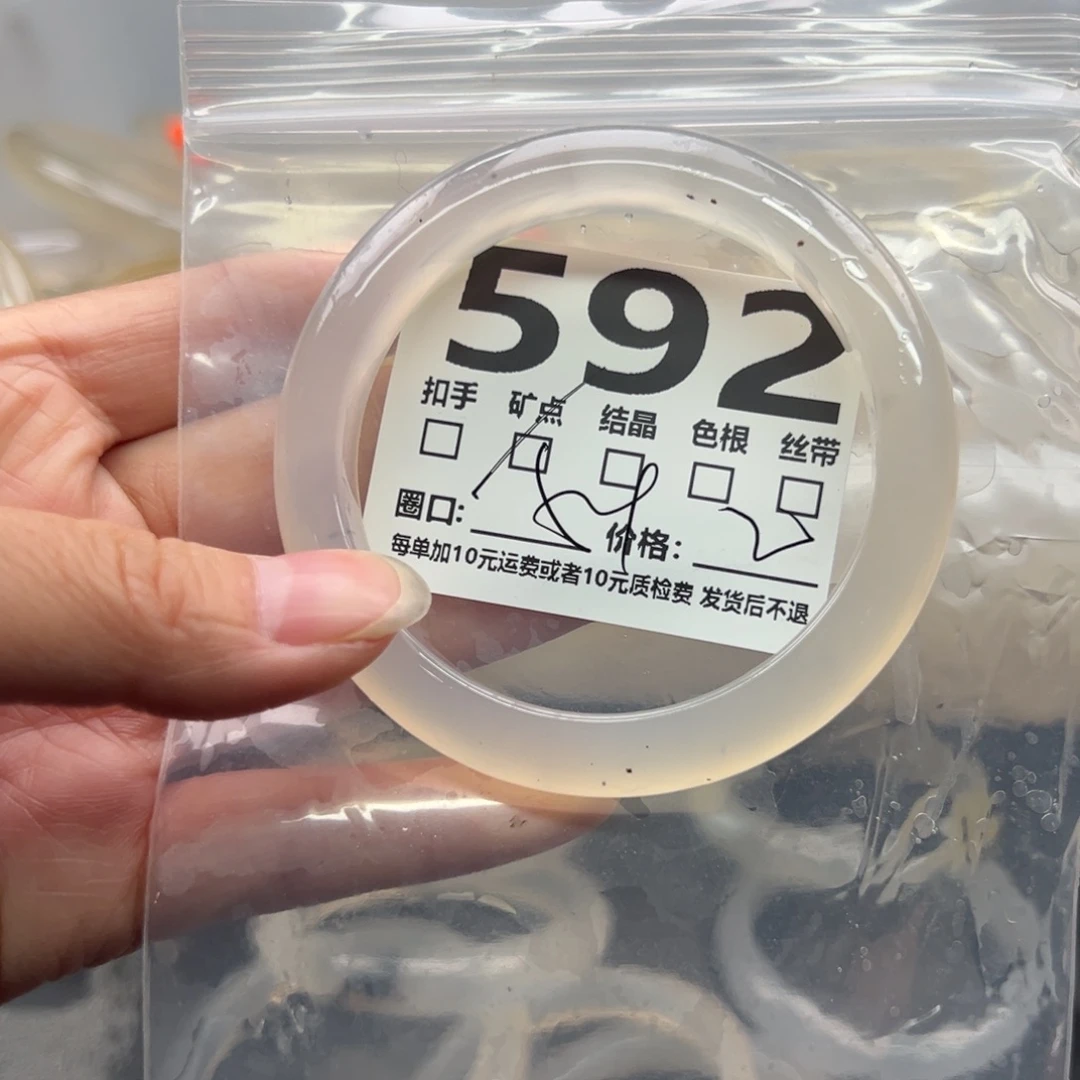 592
扣手 矿点 结晶 色根 丝带
圈口: 价格:
每单加10元运费或者10元质检费 发货后不退